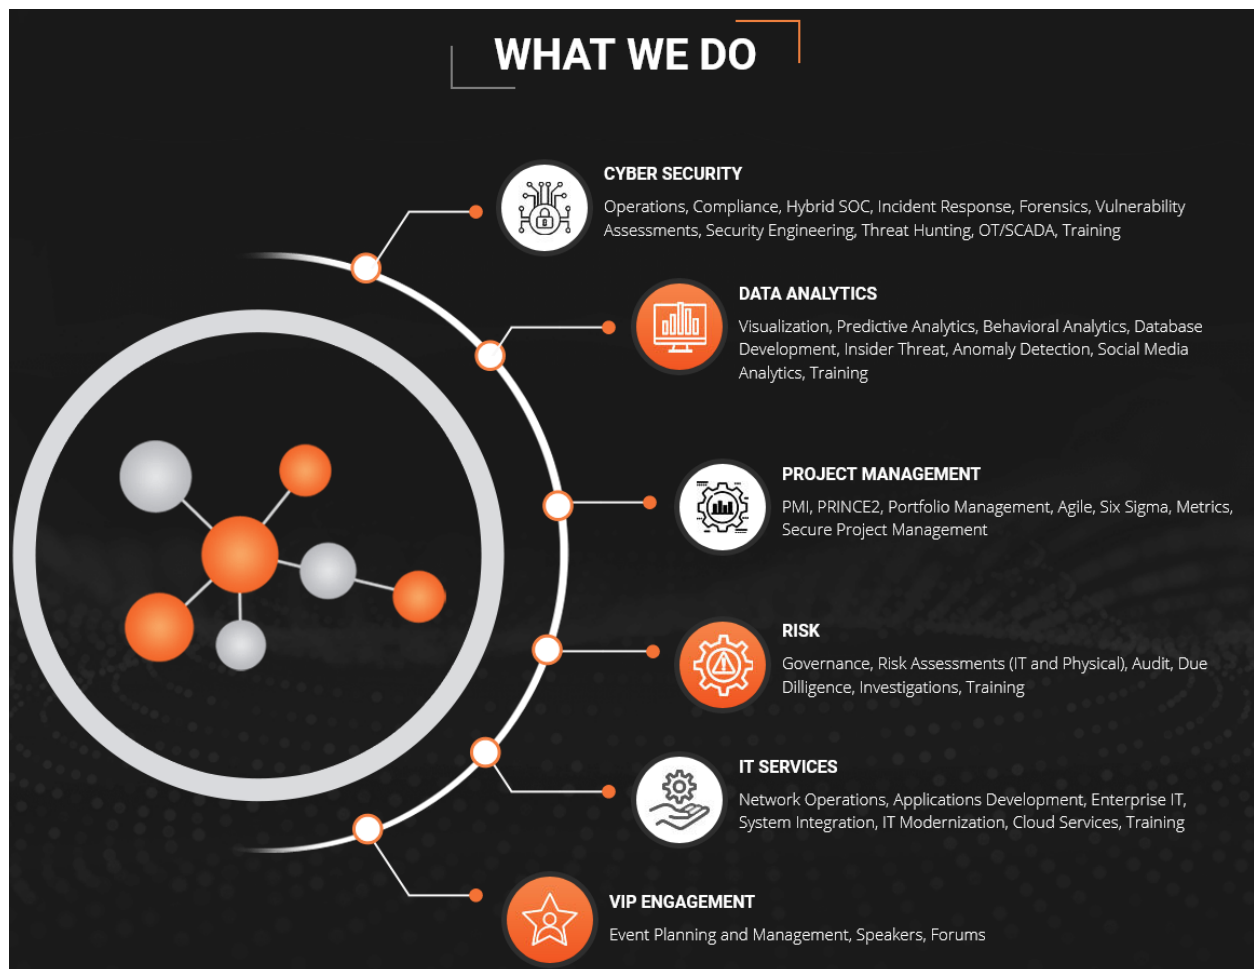 WHAT WE DO
CYBER SECURITY
Operations, Compliance, Hybrid SOC, Incident Response, Forensics, Vulnerability
Assessments, Security Engineering, Threat Hunting, OT/SCADA, Training
DATA ANALYTICS
Visualization, Predictive Analytics, Behavioral Analytics, Database
Development, Insider Threat, Anomaly Detection, Social Media
Analytics, Training
PROJECT MANAGEMENT
PMI, PRINCE2, Portfolio Management, Agile, Six Sigma, Metrics,
Secure Project Management
RISK
Governance, Risk Assessments (IT and Physical), Audit, Due
Dilligence, Investigations, Training
IT SERVICES
Network Operations, Applications Development, Enterprise IT,
System Integration, IT Modernization, Cloud Services, Training
VIP ENGAGEMENT
Event Planning and Management, Speakers, Forums